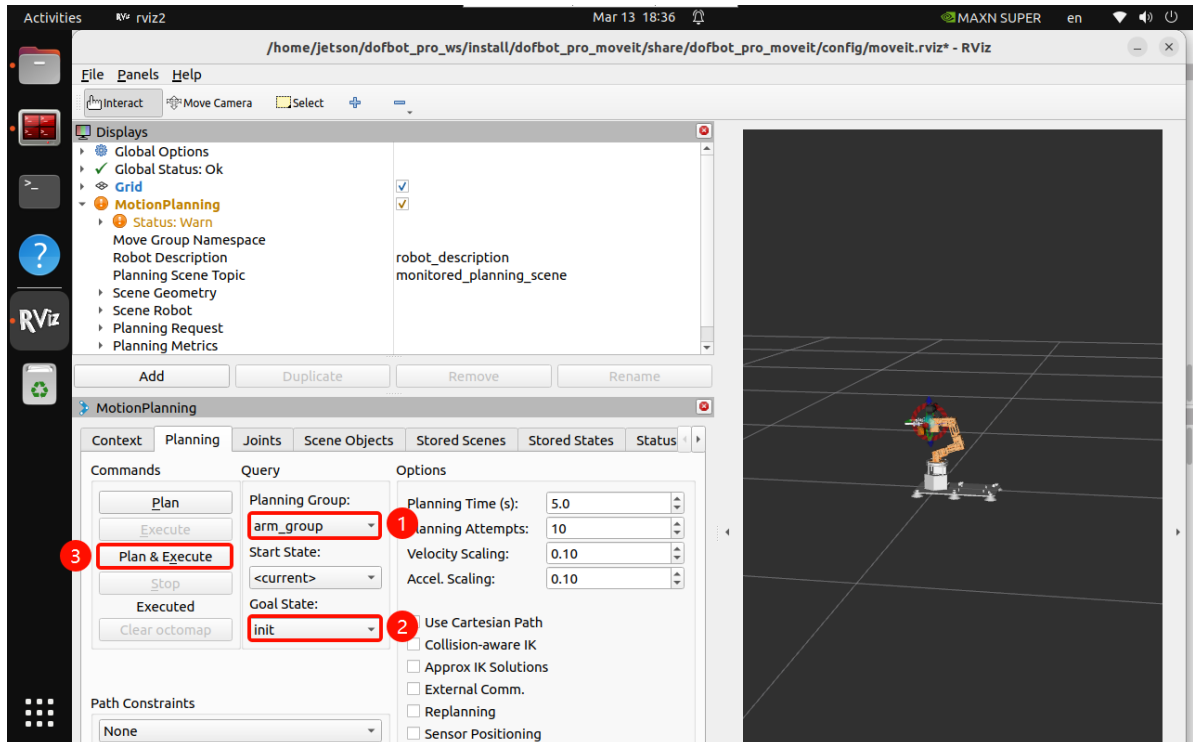 Activities RViz rviz2 Mar 13 18:36 MAXN SUPER en
/home/jetson/dofbot_pro_ws/install/dofbot_pro_moveit/share/dofbot_pro_moveit/config/moveit.rviz* - RViz
File Panels Help
Interact Move Camera Select
Displays
Global Options
Global Status: Ok
Grid
MotionPlanning
Status: Warn
Move Group Namespace
Robot Description robot_description
Planning Scene Topic monitored_planning_scene
Scene Geometry
Scene Robot
RViz
Planning Request
Planning Metrics
Add Duplicate Remove Rename
MotionPlanning
Context Planning Joints Scene Objects Stored Scenes Stored States Status
Commands Query Options
Plan Planning Group: Planning Time (s): 5.0
Execute arm_group 1 Planning Attempts: 10
3 Plan & Execute Start State: Velocity Scaling: 0.10
Stop <current> Accel. Scaling: 0.10
Executed Goal State:
Clear octomap init 2 Use Cartesian Path
Collision-aware IK
Approx IK Solutions
External Comm.
Path Constraints Replanning
None Sensor Positioning